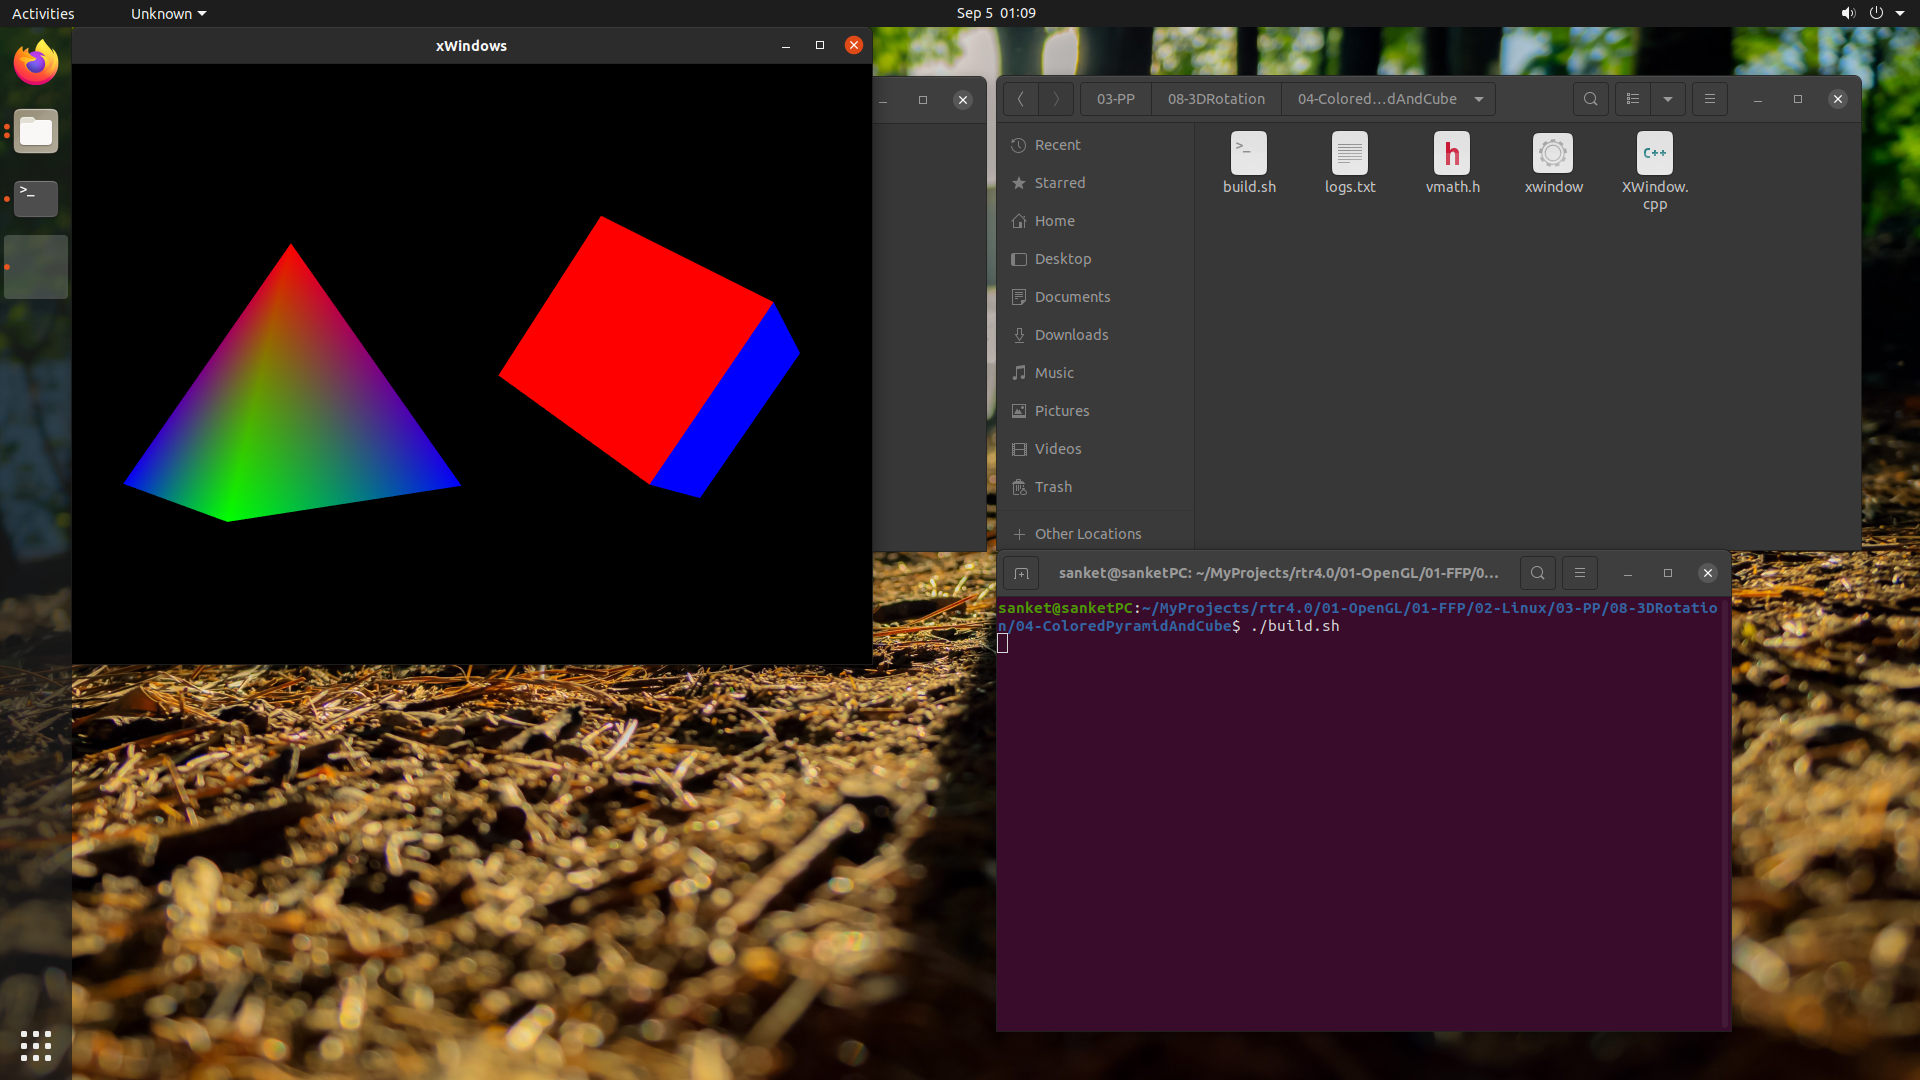 Activities
Unknown
Sep 5 01:09
xWindows
03-PP
08-3DRotation
04-Colored...dAndCube
Recent
Starred
Home
Desktop
Documents
Downloads
Music
Pictures
Videos
Trash
Other Locations
>_
build.sh
logs.txt
h
vmath.h
xwindow
C++
XWindow.
cpp
>_
sanket@sanketPC: ~/MyProjects/rtr4.0/01-OpenGL/01-FFP/0...
sanket@sanketPC:~/MyProjects/rtr4.0/01-OpenGL/01-FFP/02-Linux/03-PP/08-3DRotatio
n/04-ColoredPyramidAndCube$ ./build.sh